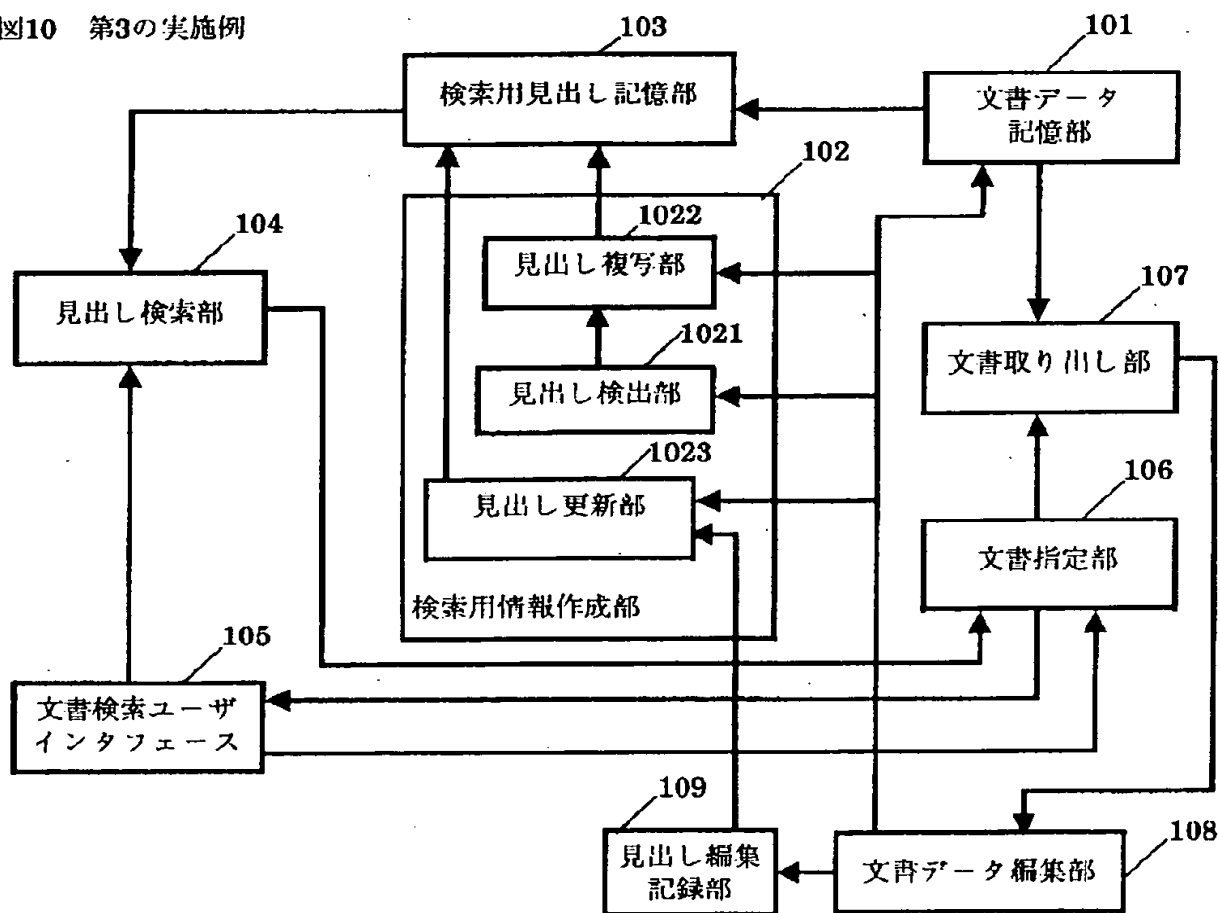 図10 第3の実施例
103
検索用見出し記憶部
101
文書データ
記憶部
102
1022
見出し複写部
104
見出し検索部
1021
見出し検出部
107
文書取り出し部
1023
見出し更新部
106
文書指定部
検索用情報作成部
105
文書検索ユーザ
インタフェース
109
見出し編集
記録部
文書データ編集部
108